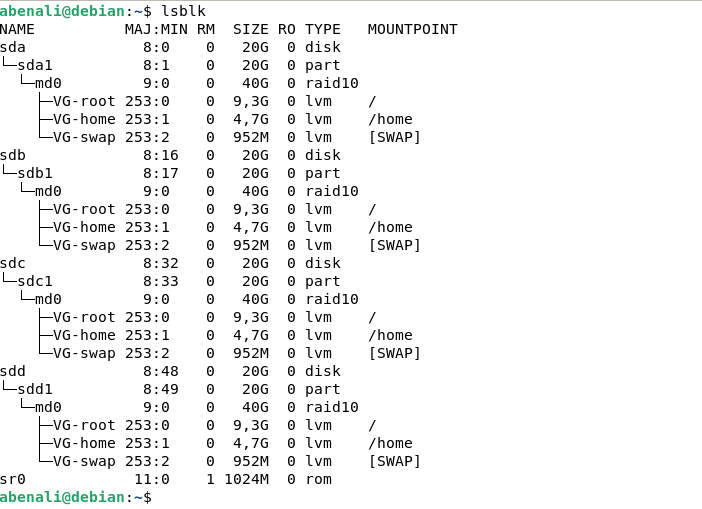 abenali@debian:~$ lsblk
NAME            MAJ:MIN RM  SIZE RO TYPE   MOUNTPOINT
sda               8:0    0   20G  0 disk
└─sda1            8:1    0   20G  0 part
  └─md0           9:0    0   40G  0 raid10
    ├─VG-root 253:0    0  9,3G  0 lvm    /
    ├─VG-home 253:1    0  4,7G  0 lvm    /home
    └─VG-swap 253:2    0  952M  0 lvm    [SWAP]
sdb               8:16   0   20G  0 disk
└─sdb1            8:17   0   20G  0 part
  └─md0           9:0    0   40G  0 raid10
    ├─VG-root 253:0    0  9,3G  0 lvm    /
    ├─VG-home 253:1    0  4,7G  0 lvm    /home
    └─VG-swap 253:2    0  952M  0 lvm    [SWAP]
sdc               8:32   0   20G  0 disk
└─sdc1            8:33   0   20G  0 part
  └─md0           9:0    0   40G  0 raid10
    ├─VG-root 253:0    0  9,3G  0 lvm    /
    ├─VG-home 253:1    0  4,7G  0 lvm    /home
    └─VG-swap 253:2    0  952M  0 lvm    [SWAP]
sdd               8:48   0   20G  0 disk
└─sdd1            8:49   0   20G  0 part
  └─md0           9:0    0   40G  0 raid10
    ├─VG-root 253:0    0  9,3G  0 lvm    /
    ├─VG-home 253:1    0  4,7G  0 lvm    /home
    └─VG-swap 253:2    0  952M  0 lvm    [SWAP]
sr0              11:0    1 1024M  0 rom
abenali@debian:~$